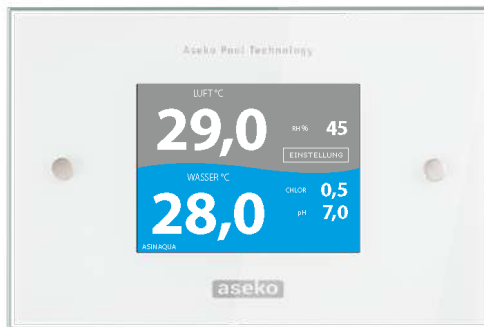 Aseko Pool Technology
LUFT °C
29,0
RH% 45
EINSTELLUNG
WASSER °C
28,0
CHLOR 0,5
pH 7,0
ASINAQUA
aseko